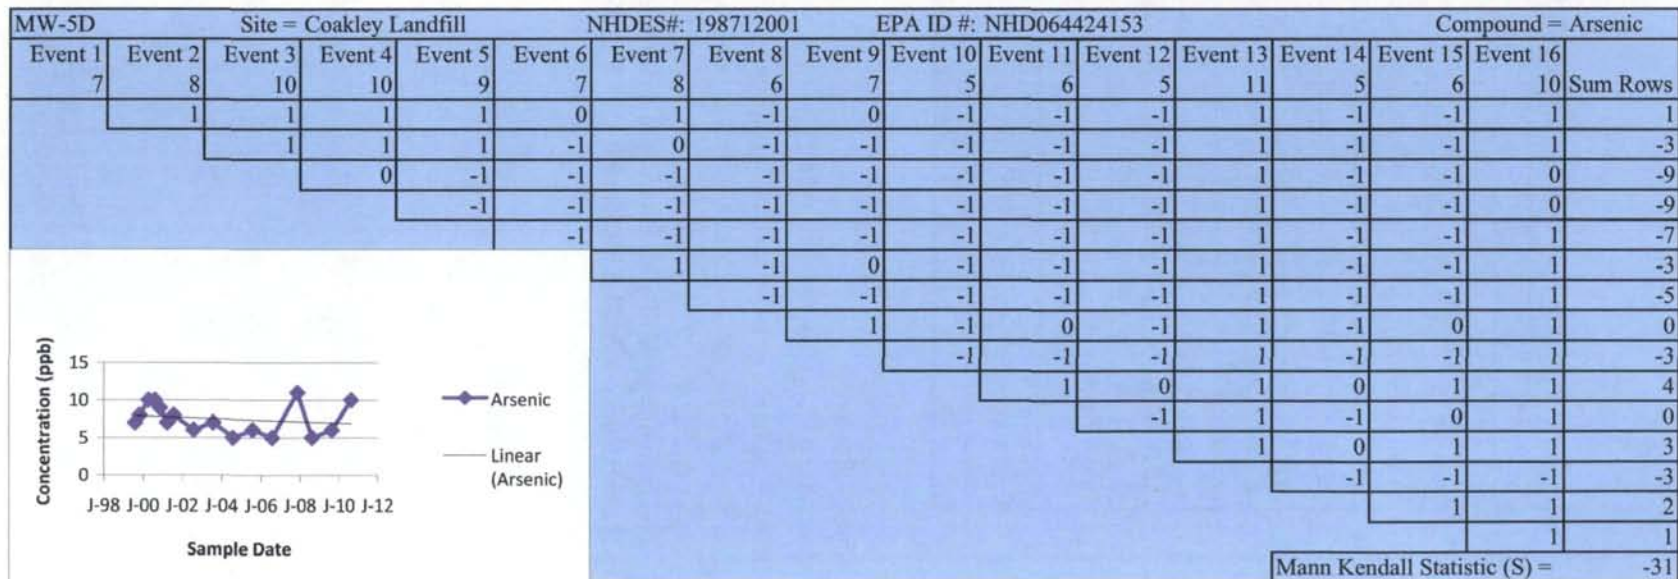 MW-5D Site = Coakley Landfill NHDES#: 198712001 EPA ID #: NHD064424153 Compound = Arsenic
Event 1 Event 2 Event 3 Event 4 Event 5 Event 6 Event 7 Event 8 Event 9 Event 10 Event 11 Event 12 Event 13 Event 14 Event 15 Event 16
7 8 10 10 9 7 8 6 7 5 6 5 11 5 6 10 Sum Rows
1 1 1 1 0 1 -1 0 -1 -1 -1 1 -1 -1 1 1
1 1 1 -1 0 -1 -1 -1 -1 -1 1 -1 -1 1 -3
0 -1 -1 -1 -1 -1 -1 -1 -1 1 -1 -1 0 -9
-1 -1 -1 -1 -1 -1 -1 -1 1 -1 -1 0 -9
-1 -1 -1 -1 -1 -1 -1 1 -1 -1 1 -7
1 -1 0 -1 -1 -1 1 -1 -1 1 -3
-1 -1 -1 -1 -1 1 -1 -1 1 -5
1 -1 0 -1 1 -1 0 1 0
-1 -1 -1 1 -1 -1 1 -3
1 0 1 0 1 1 4
-1 1 -1 0 1 0
1 0 1 1 3
-1 -1 -1 -3
1 1 2
1 1
Mann Kendall Statistic (S) = -31
Concentration (ppb)
15
10
5
0
J-98 J-00 J-02 J-04 J-06 J-08 J-10 J-12
Sample Date
Arsenic
Linear
(Arsenic)